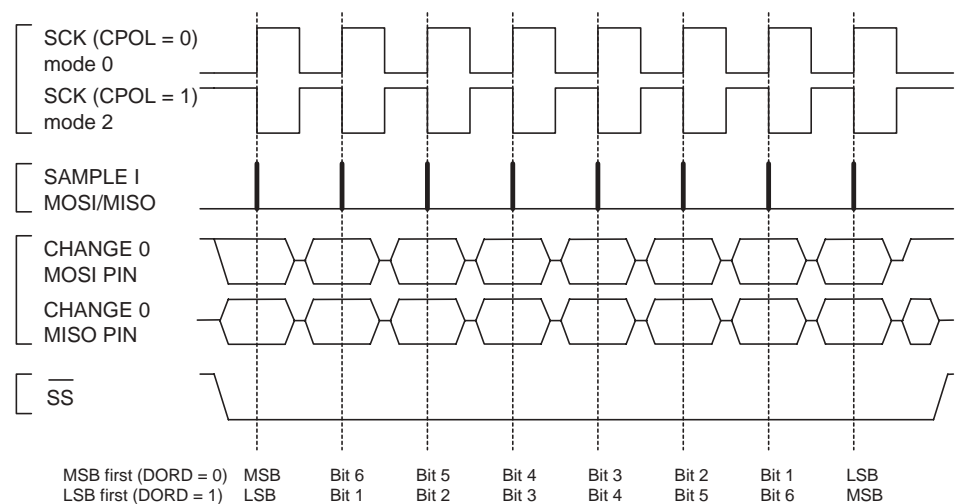 SCK (CPOL = 0)
mode 0
SCK (CPOL = 1)
mode 2
SAMPLE I
MOSI/MISO
CHANGE 0
MOSI PIN
CHANGE 0
MISO PIN
SS
MSB first (DORD = 0) MSB Bit 6 Bit 5 Bit 4 Bit 3 Bit 2 Bit 1 LSB
LSB first (DORD = 1) LSB Bit 1 Bit 2 Bit 3 Bit 4 Bit 5 Bit 6 MSB